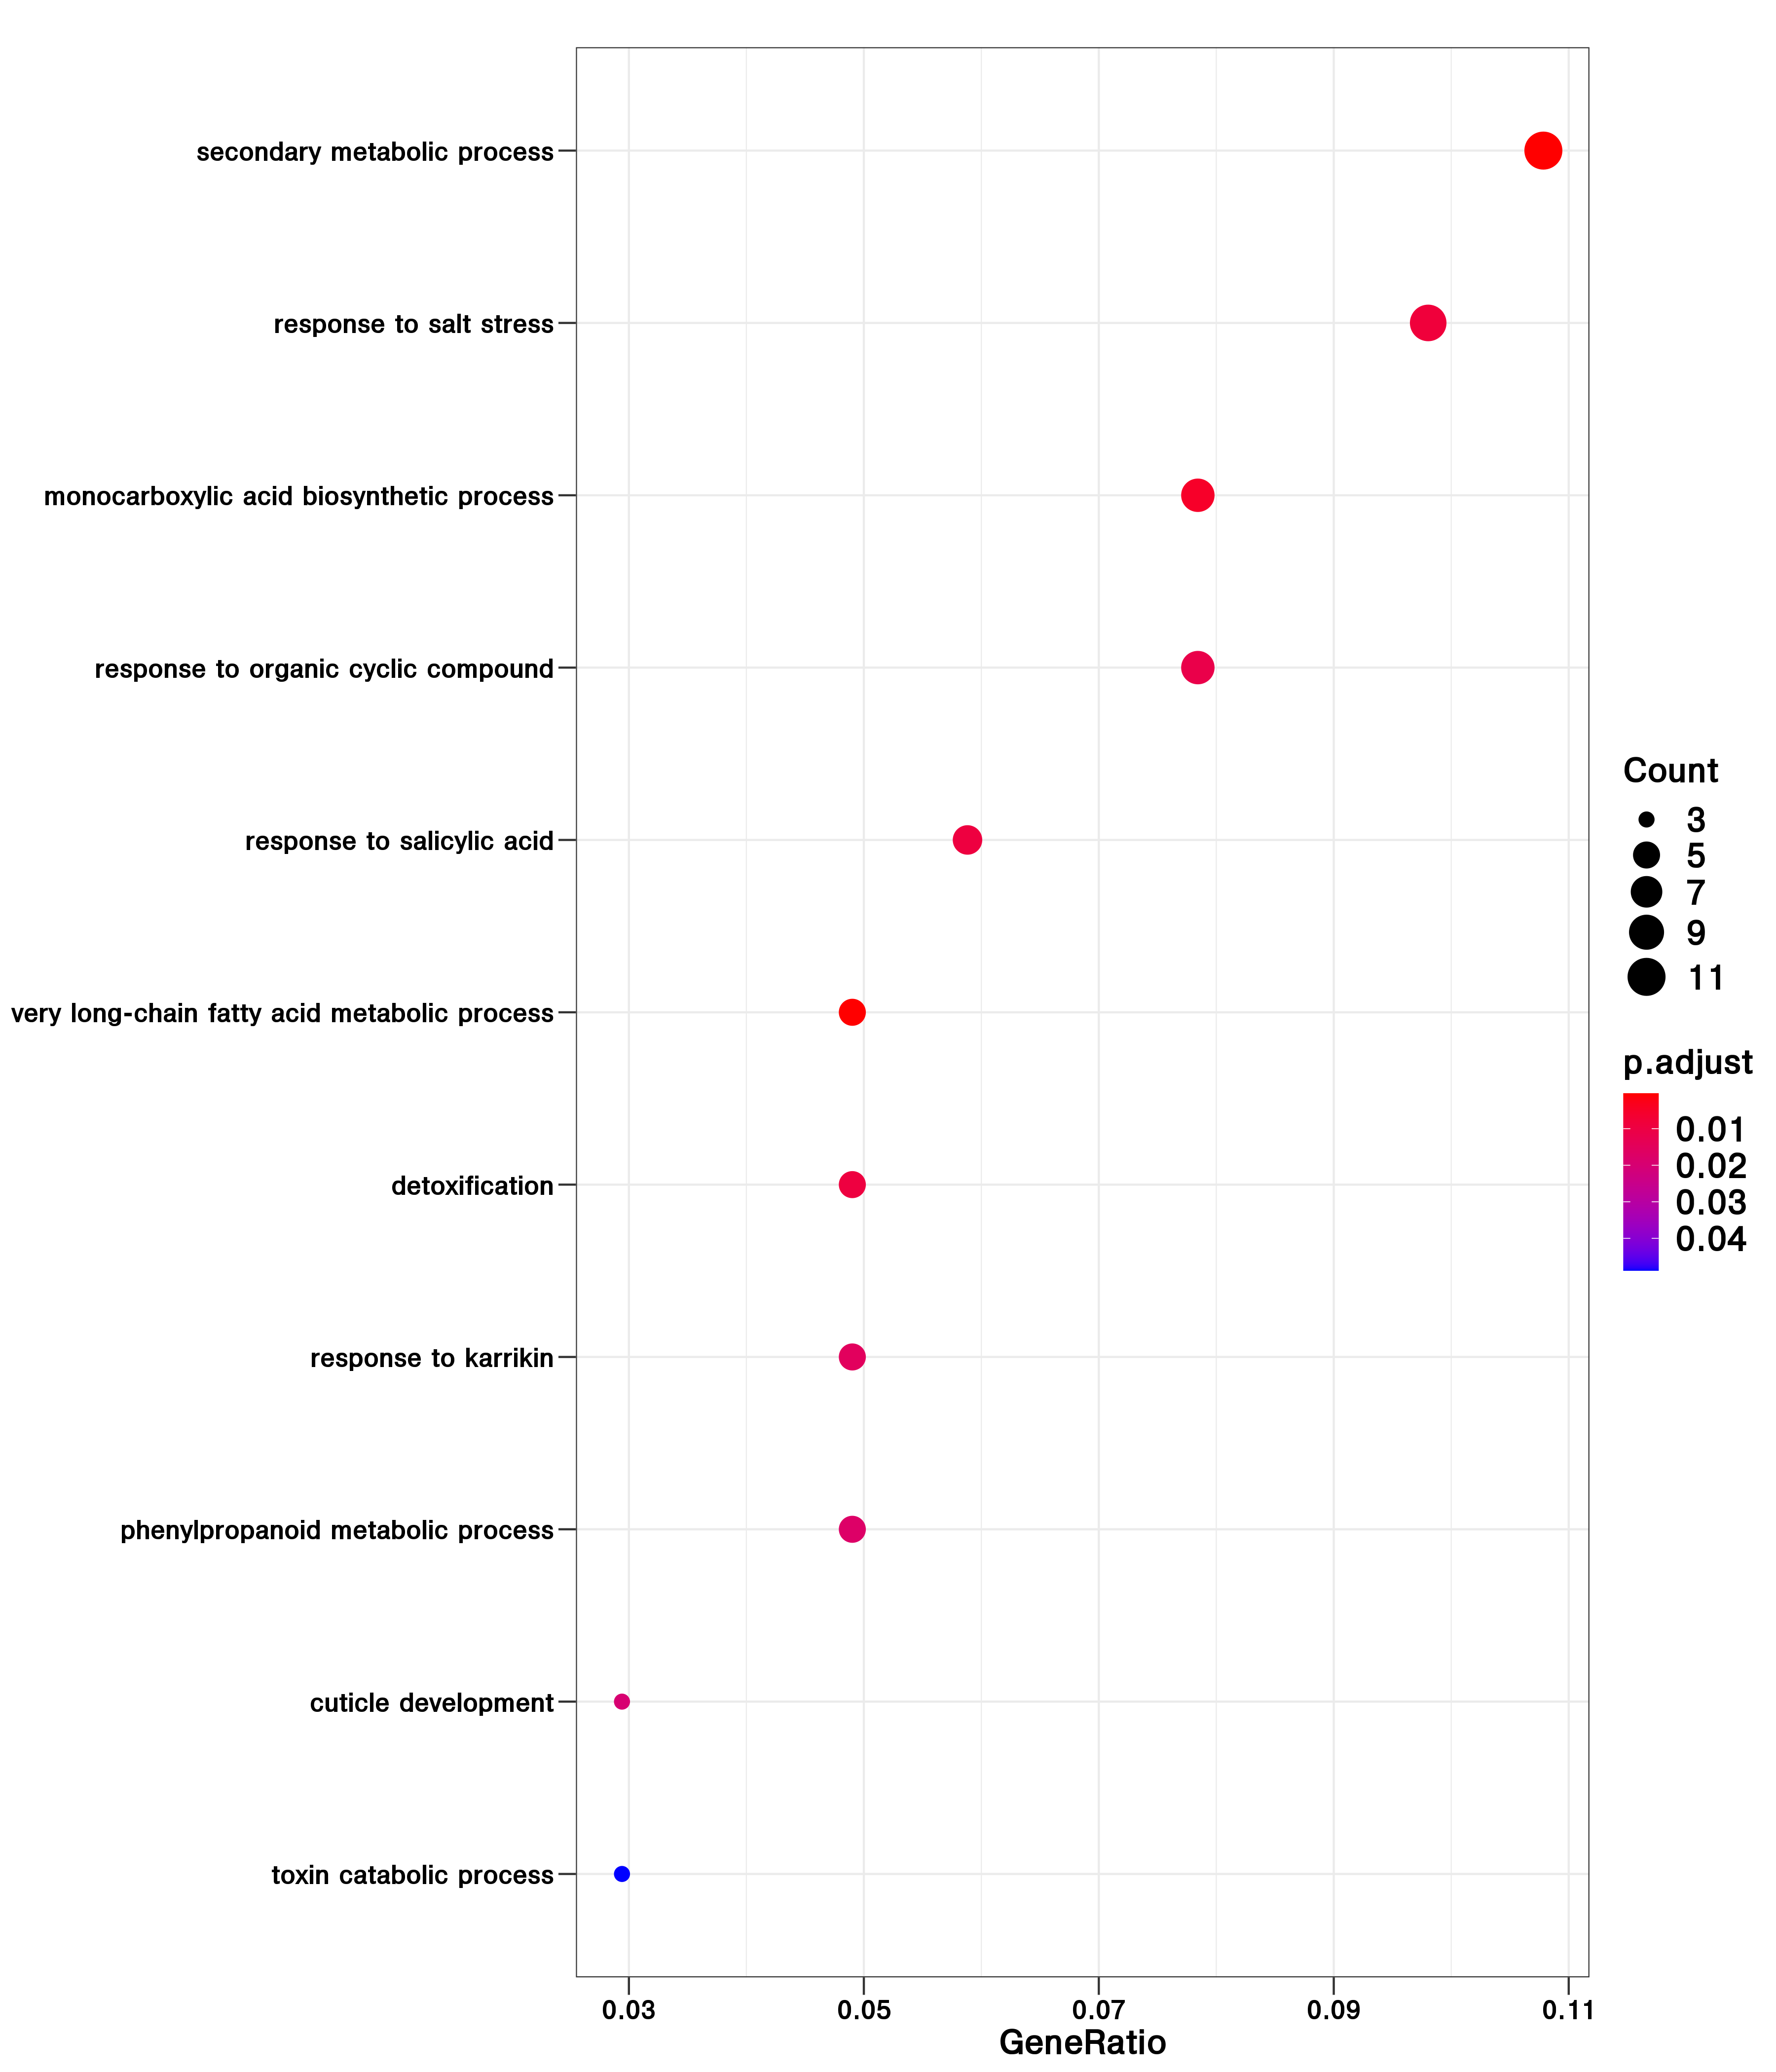 secondary metabolic process
response to salt stress
monocarboxylic acid biosynthetic process
response to organic cyclic compound
response to salicylic acid
very long-chain fatty acid metabolic process
detoxification
response to karrikin
phenylpropanoid metabolic process
cuticle development
toxin catabolic process
0.03 0.05 0.07 0.09 0.11
GeneRatio
Count
3
5
7
9
11
p.adjust
0.01
0.02
0.03
0.04